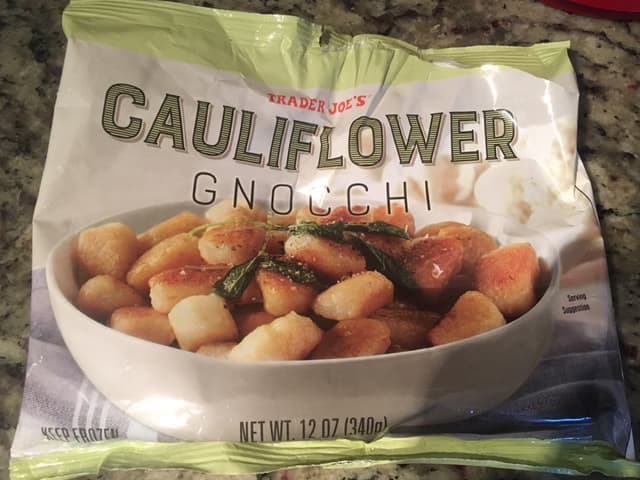 TRADER JOE'S
CAULIFLOWER
GNOCCHI
Serving
Suggestion
KEEP FROZEN
NET WT. 12 OZ (340g)